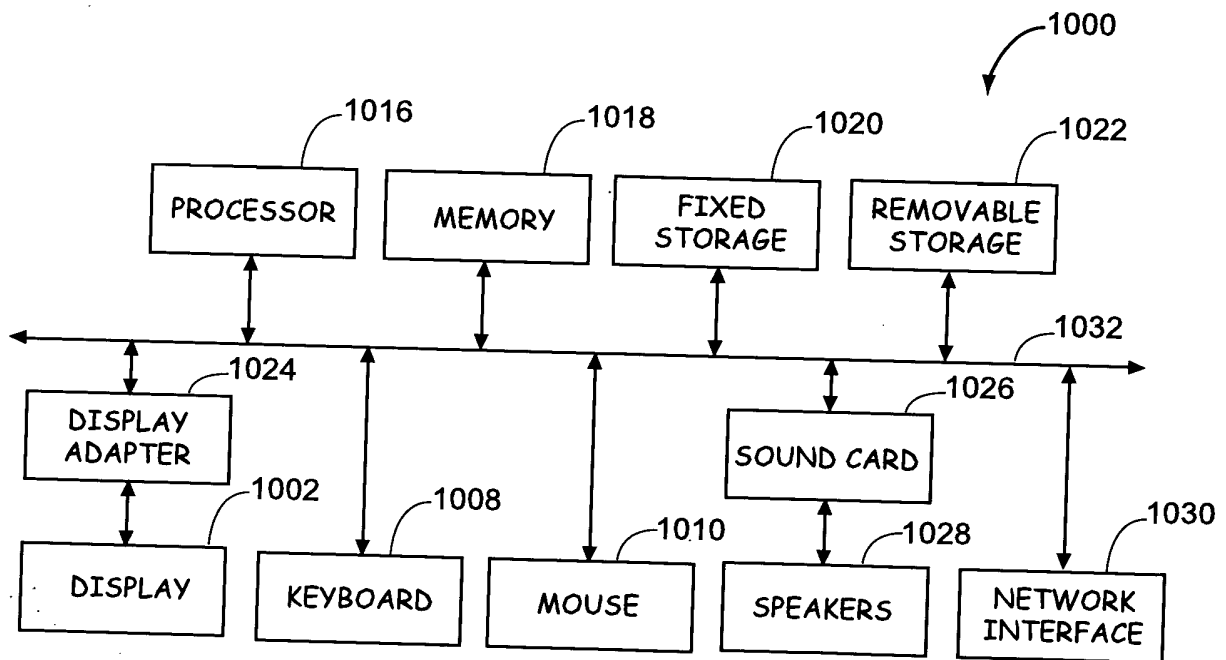 1000
1016
1018
1020
1022
PROCESSOR
MEMORY
FIXED
STORAGE
REMOVABLE
STORAGE
1032
1024
1026
DISPLAY
ADAPTER
SOUND CARD
1002
1008
1010
1028
1030
DISPLAY
KEYBOARD
MOUSE
SPEAKERS
NETWORK
INTERFACE